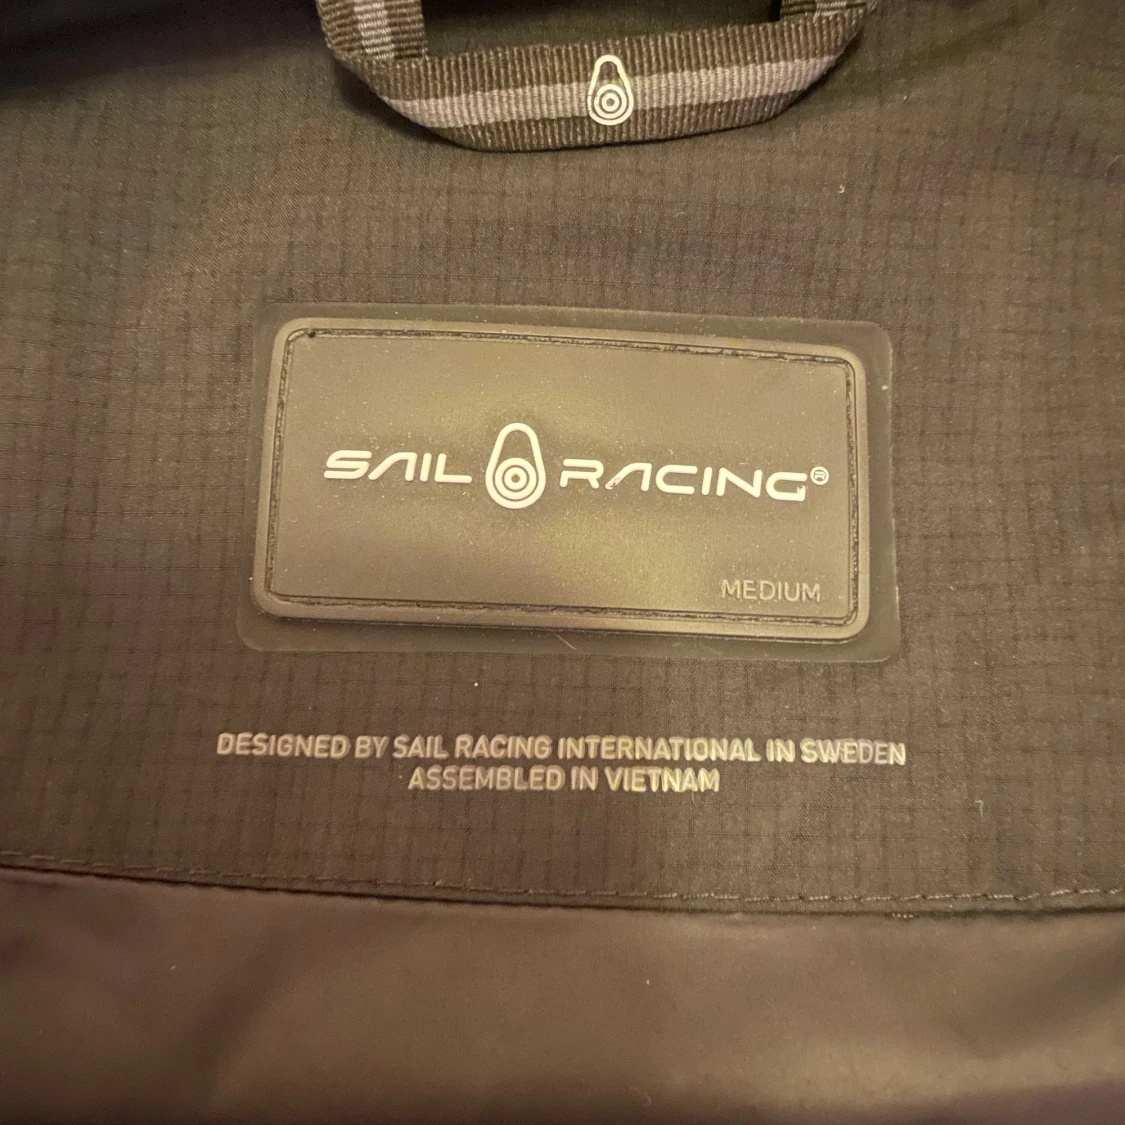 SAIL RACING®
MEDIUM
DESIGNED BY SAIL RACING INTERNATIONAL IN SWEDEN
ASSEMBLED IN VIETNAM